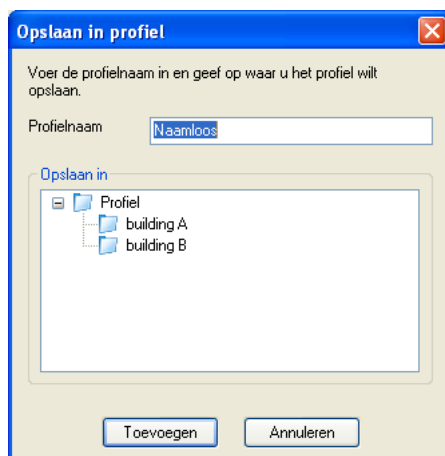 Opslaan in profiel
Voer de profielnaam in en geef op waar u het profiel wilt
opslaan.
Profielnaam
Naamloos
Opslaan in
Profiel
building A
building B
Toevoegen
Annuleren